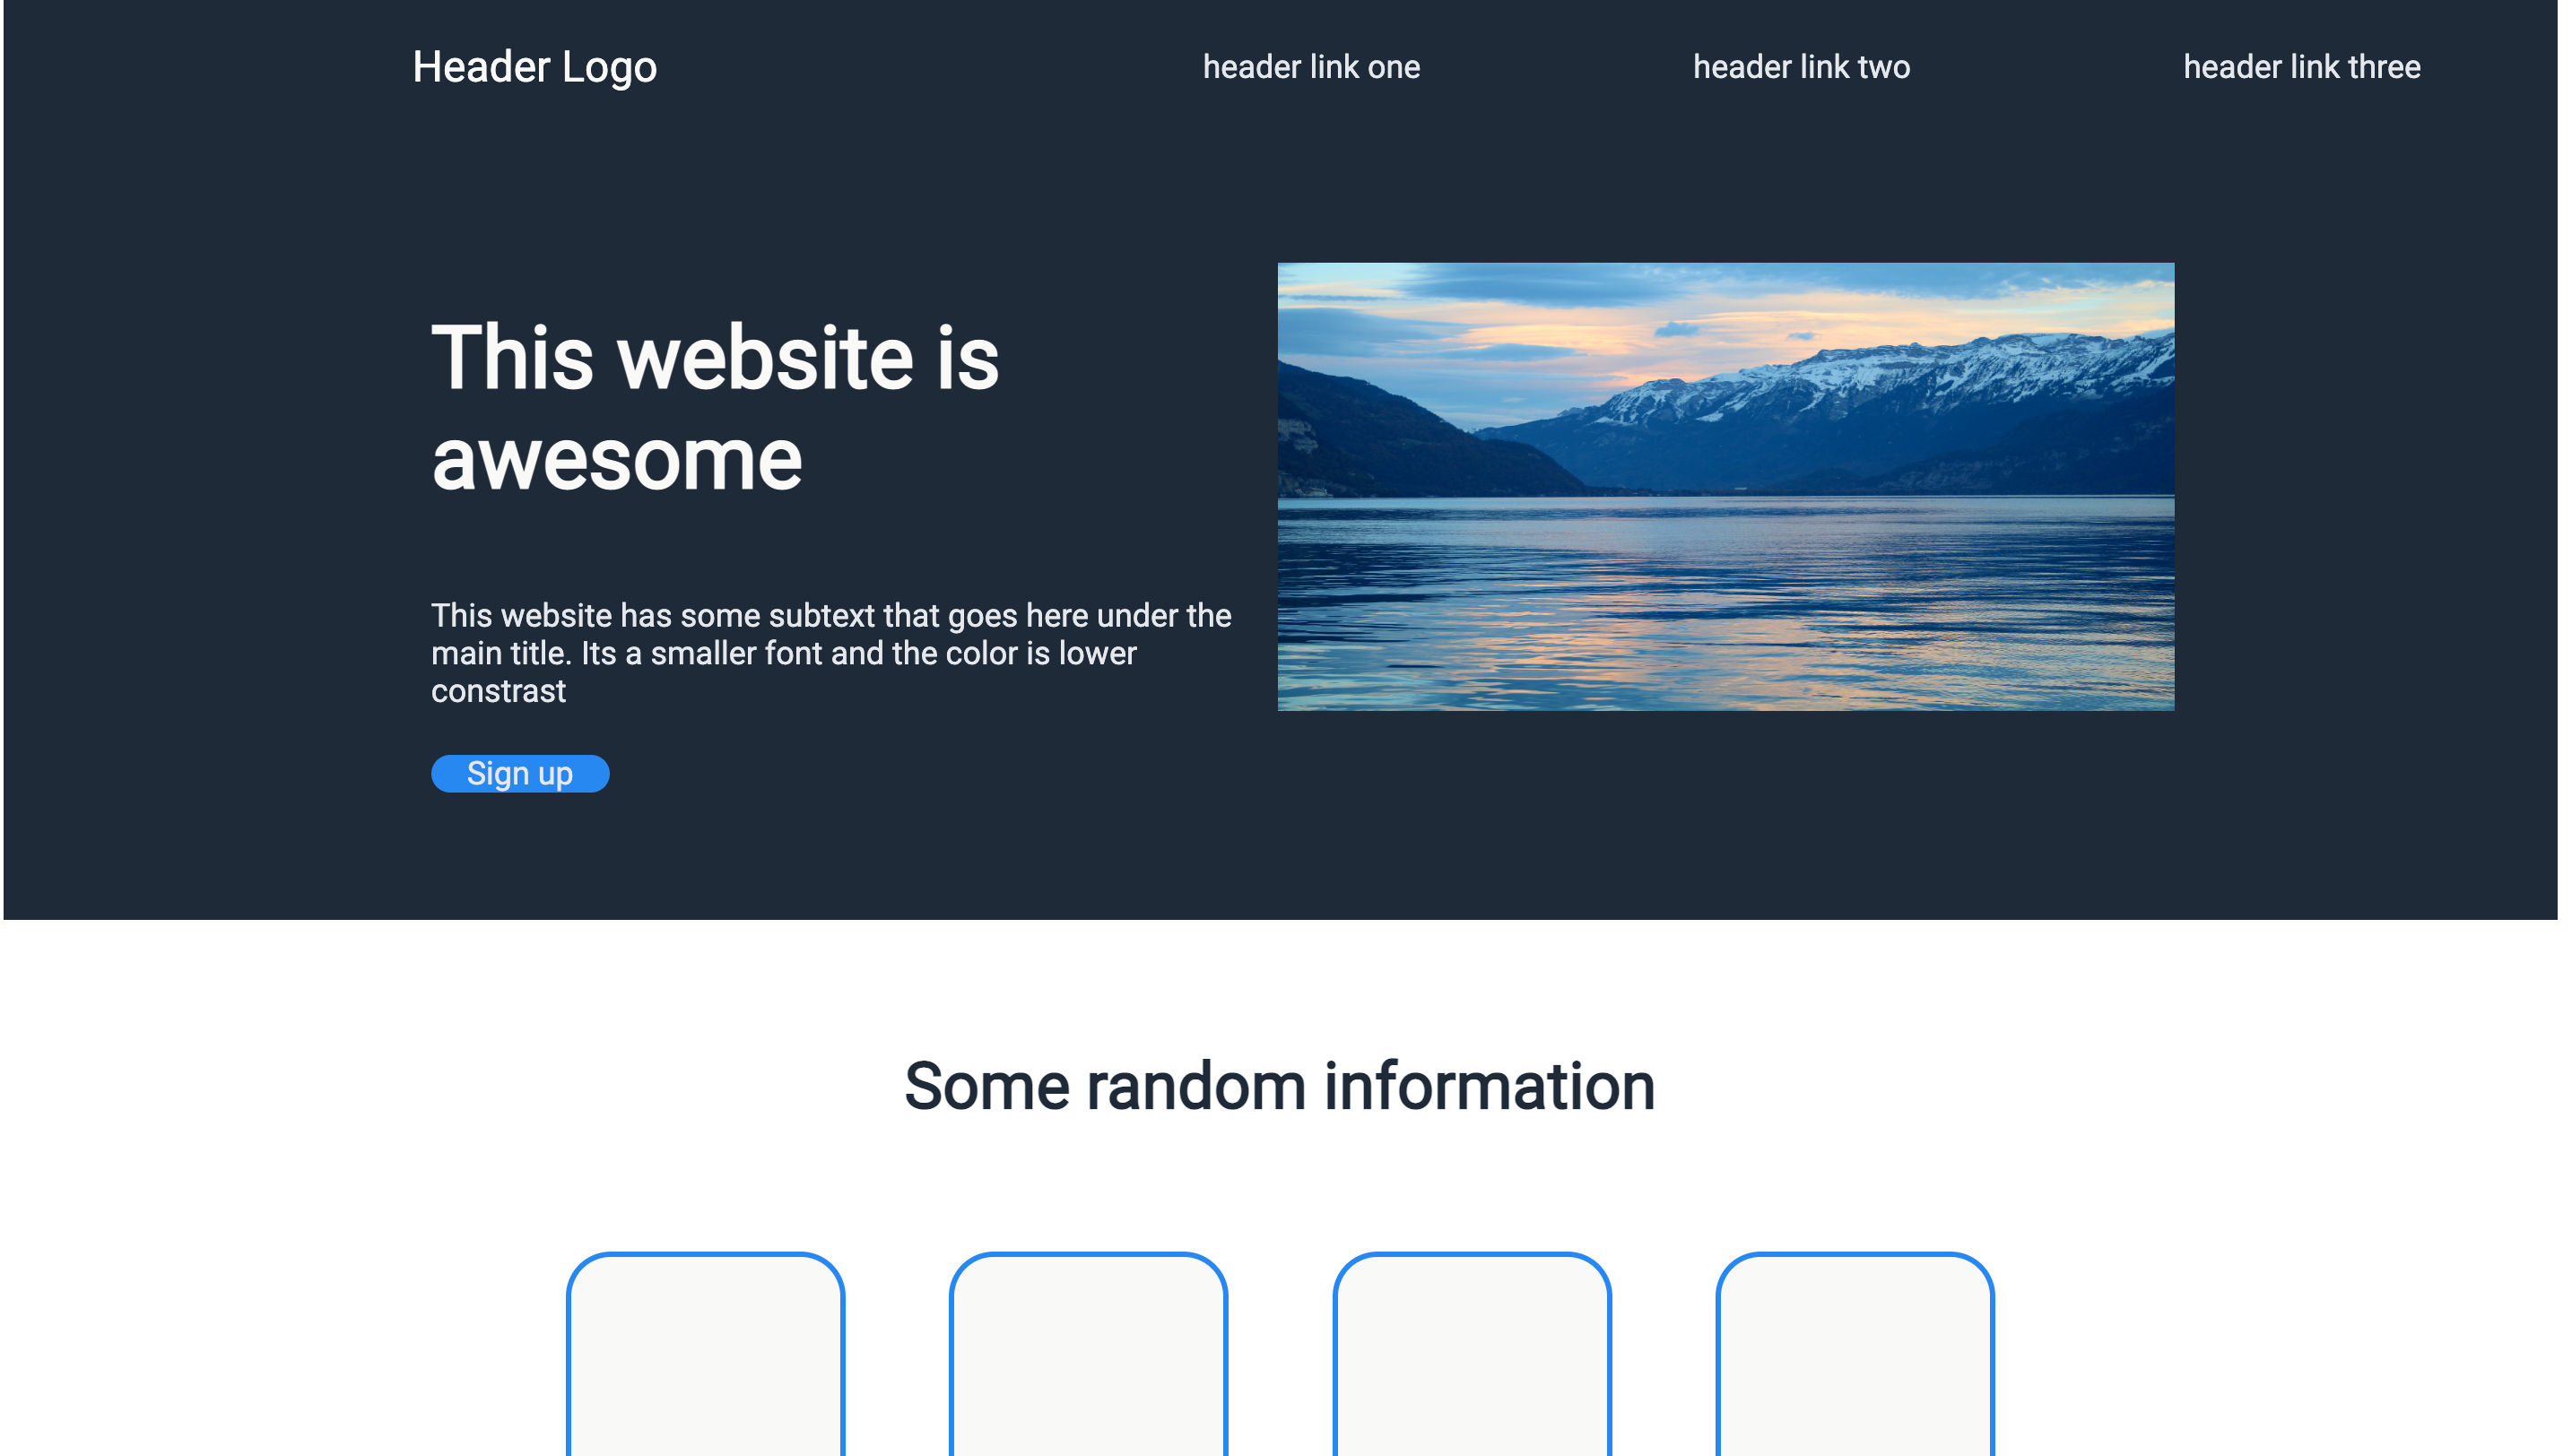 Header Logo
header link one
header link two
header link three
This website is
awesome
This website has some subtext that goes here under the
main title. Its a smaller font and the color is lower
constrast
Sign up
Some random information